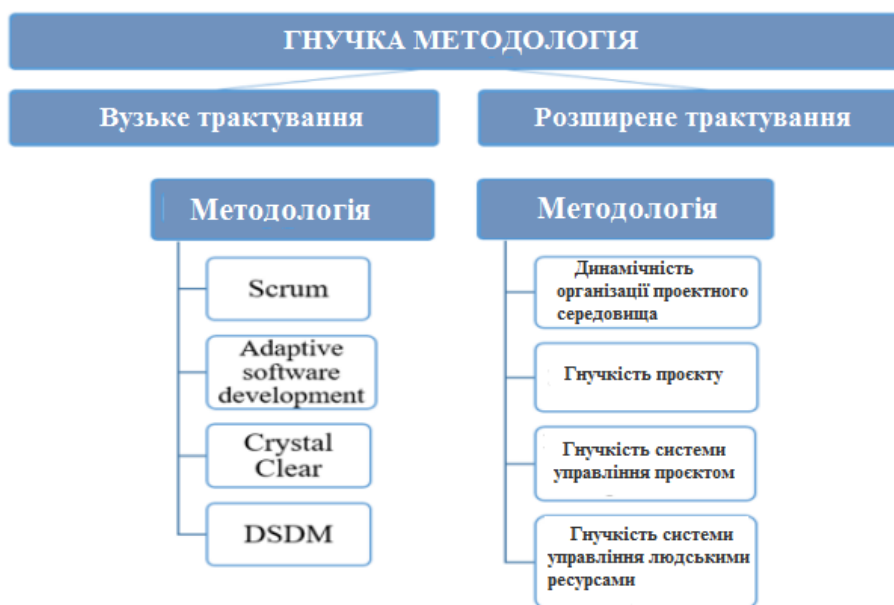 ГНУЧКА МЕТОДОЛОГІЯ
Вузьке трактування
Розширене трактування
Методологія
Scrum
Adaptive
software
development
Crystal
Clear
DSDM
Методологія
Динамічність
організації проектного
середовища
Гнучкість проєкту
Гнучкість системи
управління проєктом
Гнучкість системи
управління людськими
ресурсами